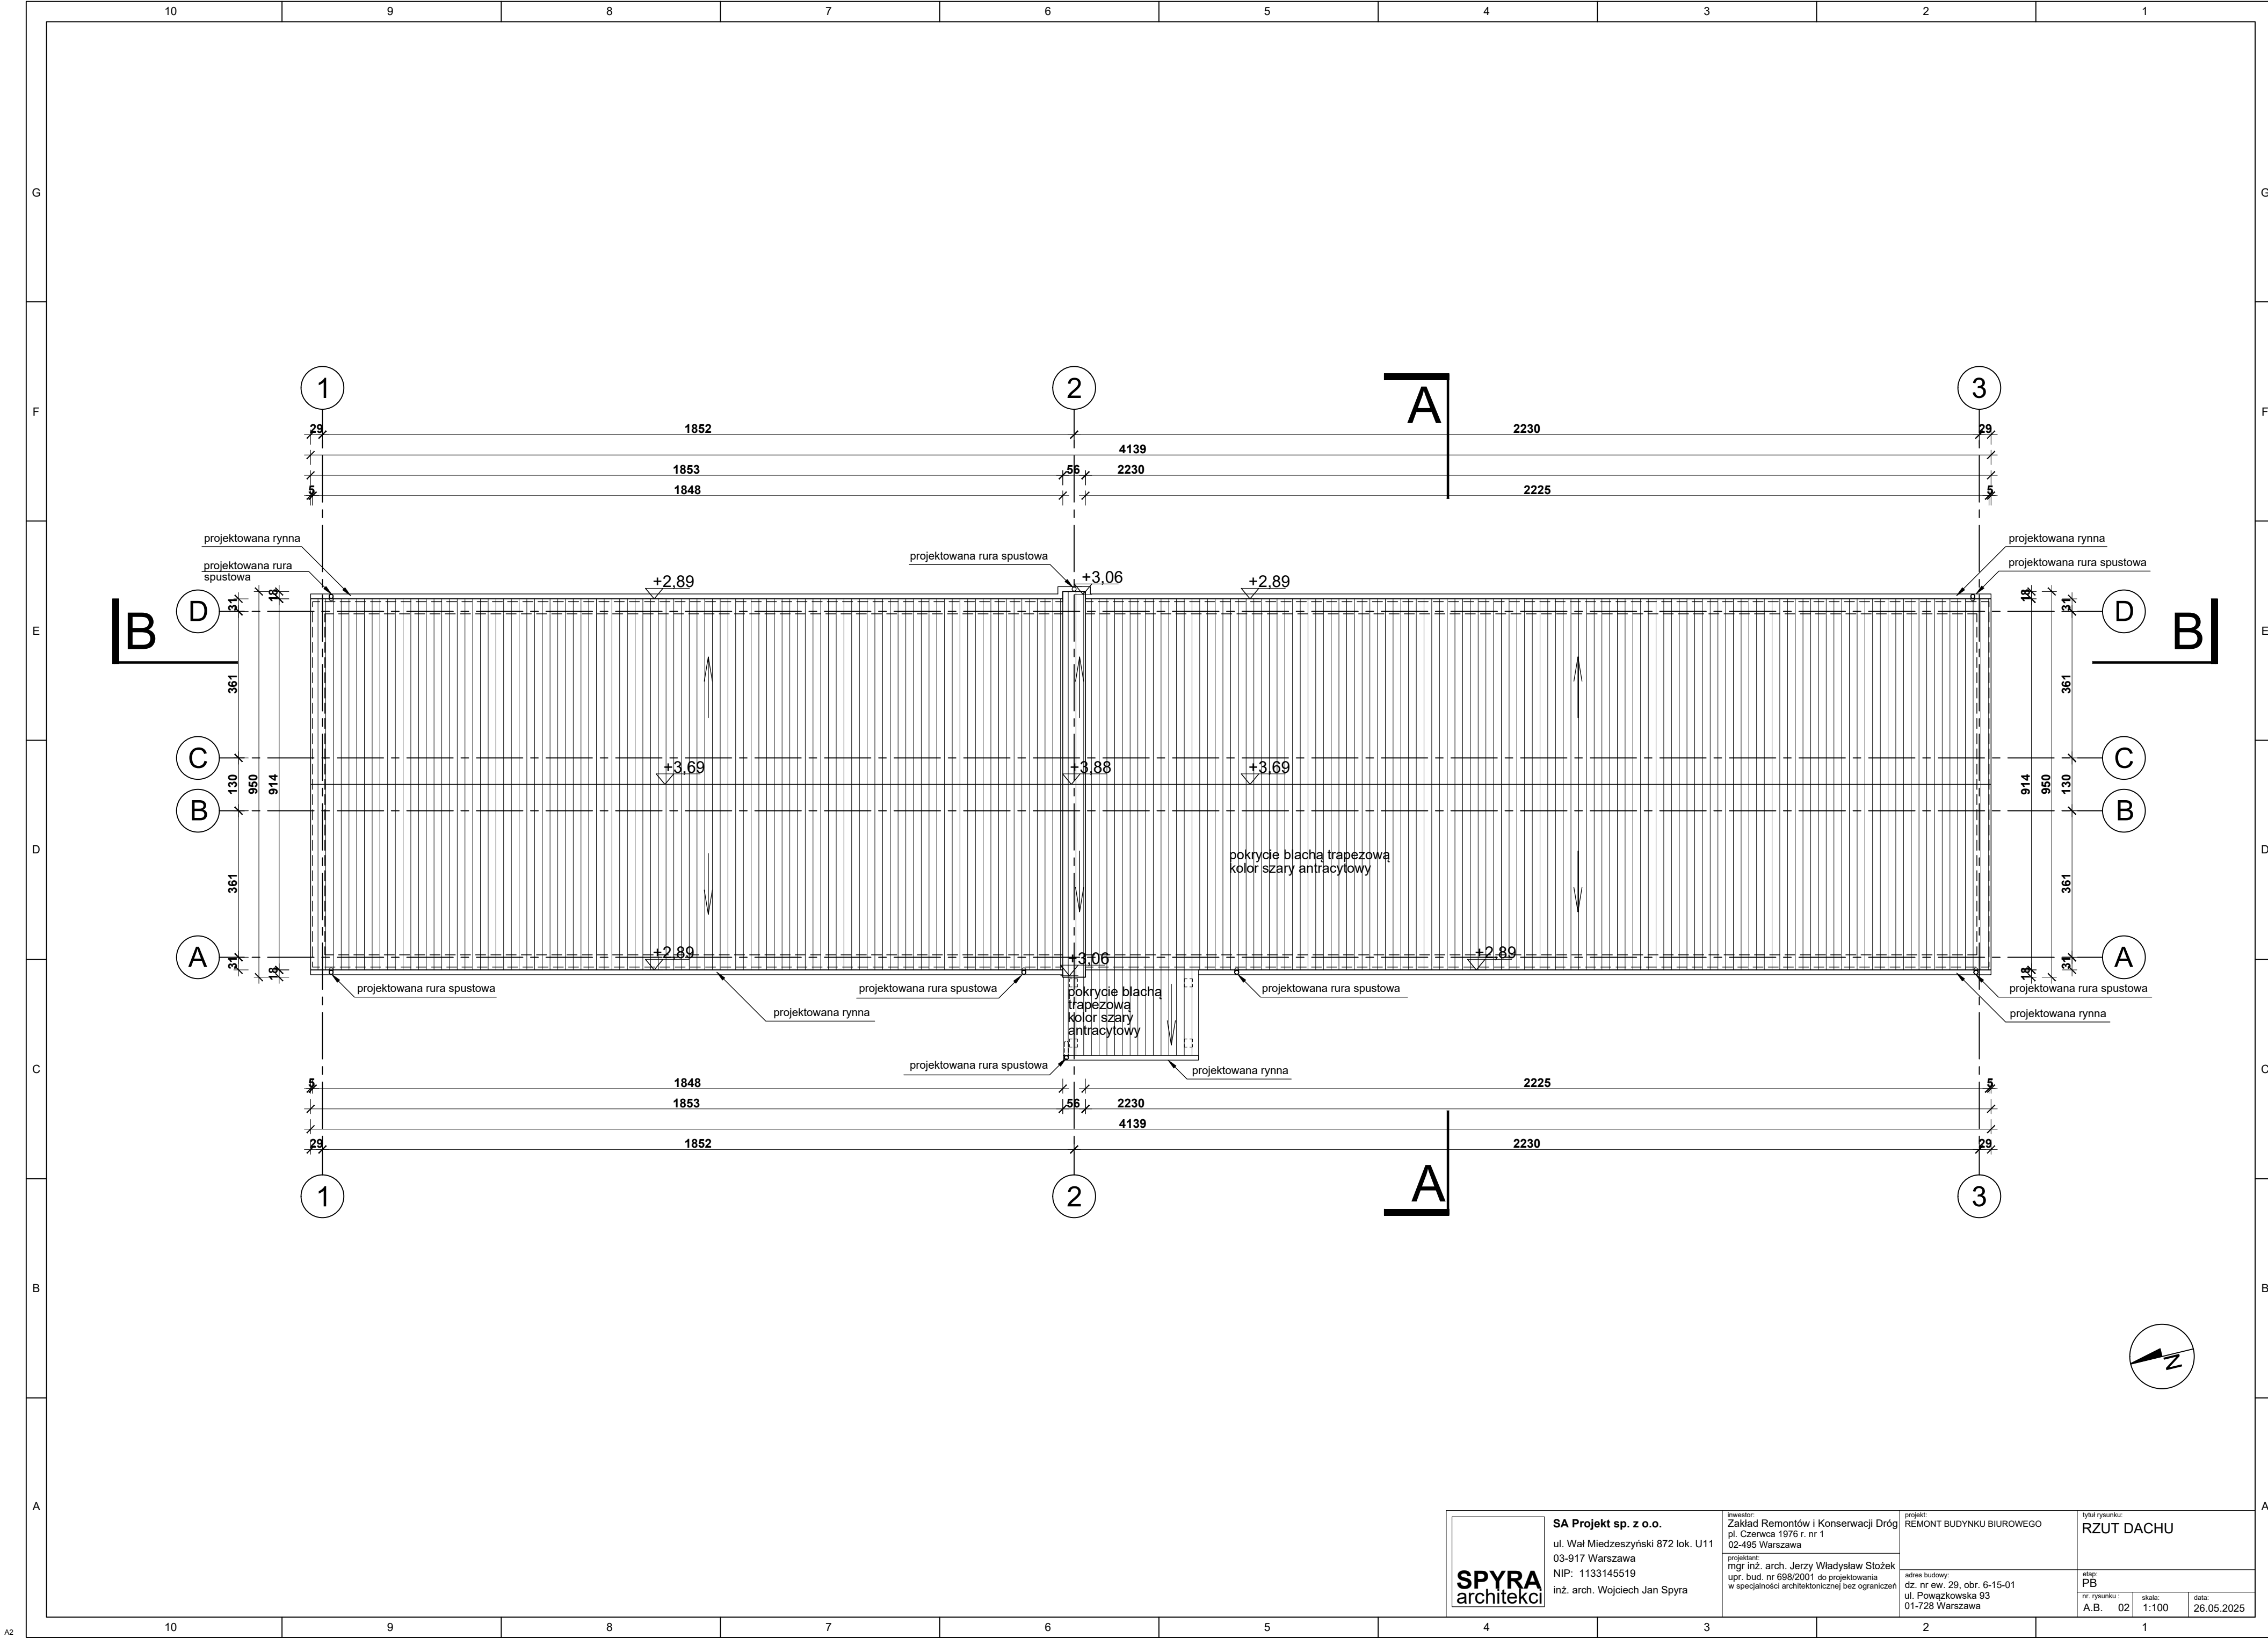 10 9 8 7 6 5 4 3 2 1
G G
F F
1 2 3
A
29 1852 2230 29
4139
1853 56 2230
5 1848 2225 5
projektowana rynna
projektowana rura
spustowa
projektowana rura spustowa
projektowana rynna
projektowana rura spustowa
+2,89 +3,06 +2,89
18 31 18 31
D D
B B
E E
361 361
C C
+3,69 +3,88 +3,69
130 950 914 914 950 130
B B
D D
pokrycie blachą trapezową
kolor szary antracytowy
361 361
+2,89 +3,06 +2,89
A A
31 18 18 31
projektowana rura spustowa
projektowana rura spustowa
projektowana rura spustowa
projektowana rura spustowa
pokrycie blachą
trapezową
kolor szary
antracytowy
projektowana rynna
projektowana rynna
projektowana rura spustowa
projektowana rynna
C C
5 1848 2225 5
1853 56 2230
4139
29 1852 2230 29
A
1 2 3
B B
N
A A
SPYRA
architekci
SA Projekt sp. z o.o.
ul. Wał Miedzeszyński 872 lok. U11
03-917 Warszawa
NIP: 1133145519
inż. arch. Wojciech Jan Spyra
inwestor:
Zakład Remontów i Konserwacji Dróg
pl. Czerwca 1976 r. nr 1
02-495 Warszawa
projektant:
mgr inż. arch. Jerzy Władysław Stożek
upr. bud. nr 698/2001 do projektowania
w specjalności architektonicznej bez ograniczeń
projekt:
REMONT BUDYNKU BIUROWEGO
adres budowy:
dz. nr ew. 29, obr. 6-15-01
ul. Powązkowska 93
01-728 Warszawa
tytuł rysunku:
RZUT DACHU
etap:
PB
nr. rysunku : skala: data:
A.B. 02 1:100 26.05.2025
10 9 8 7 6 5 4 3 2 1
A2